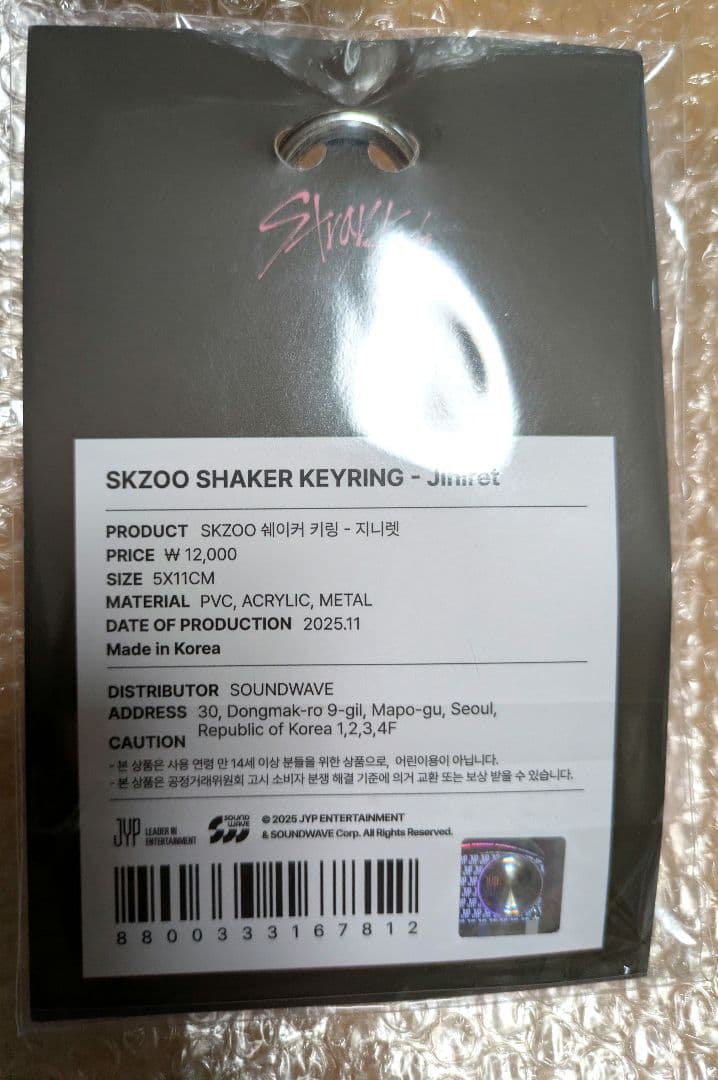 Stray
SKZOO SHAKER KEYRING - Jiniret
PRODUCT SKZOO 쉐이커 키링 - 지니렛
PRICE ₩ 12,000
SIZE 5X11CM
MATERIAL PVC, ACRYLIC, METAL
DATE OF PRODUCTION 2025.11
Made in Korea
DISTRIBUTOR SOUNDWAVE
ADDRESS 30, Dongmak-ro 9-gil, Mapo-gu, Seoul,
Republic of Korea 1,2,3,4F
CAUTION
- 본 상품은 사용 연령 만 14세 이상 분들을 위한 상품으로, 어린이용이 아닙니다.
- 본 상품은 공정거래위원회 고시 소비자 분쟁 해결 기준에 의거 교환 또는 보상 받을 수 있습니다.
JYP LEADER IN ENTERTAINMENT SOUND WAVE © 2025 JYP ENTERTAINMENT
& SOUNDWAVE Corp. All Rights Reserved.
JYP
8800333167812